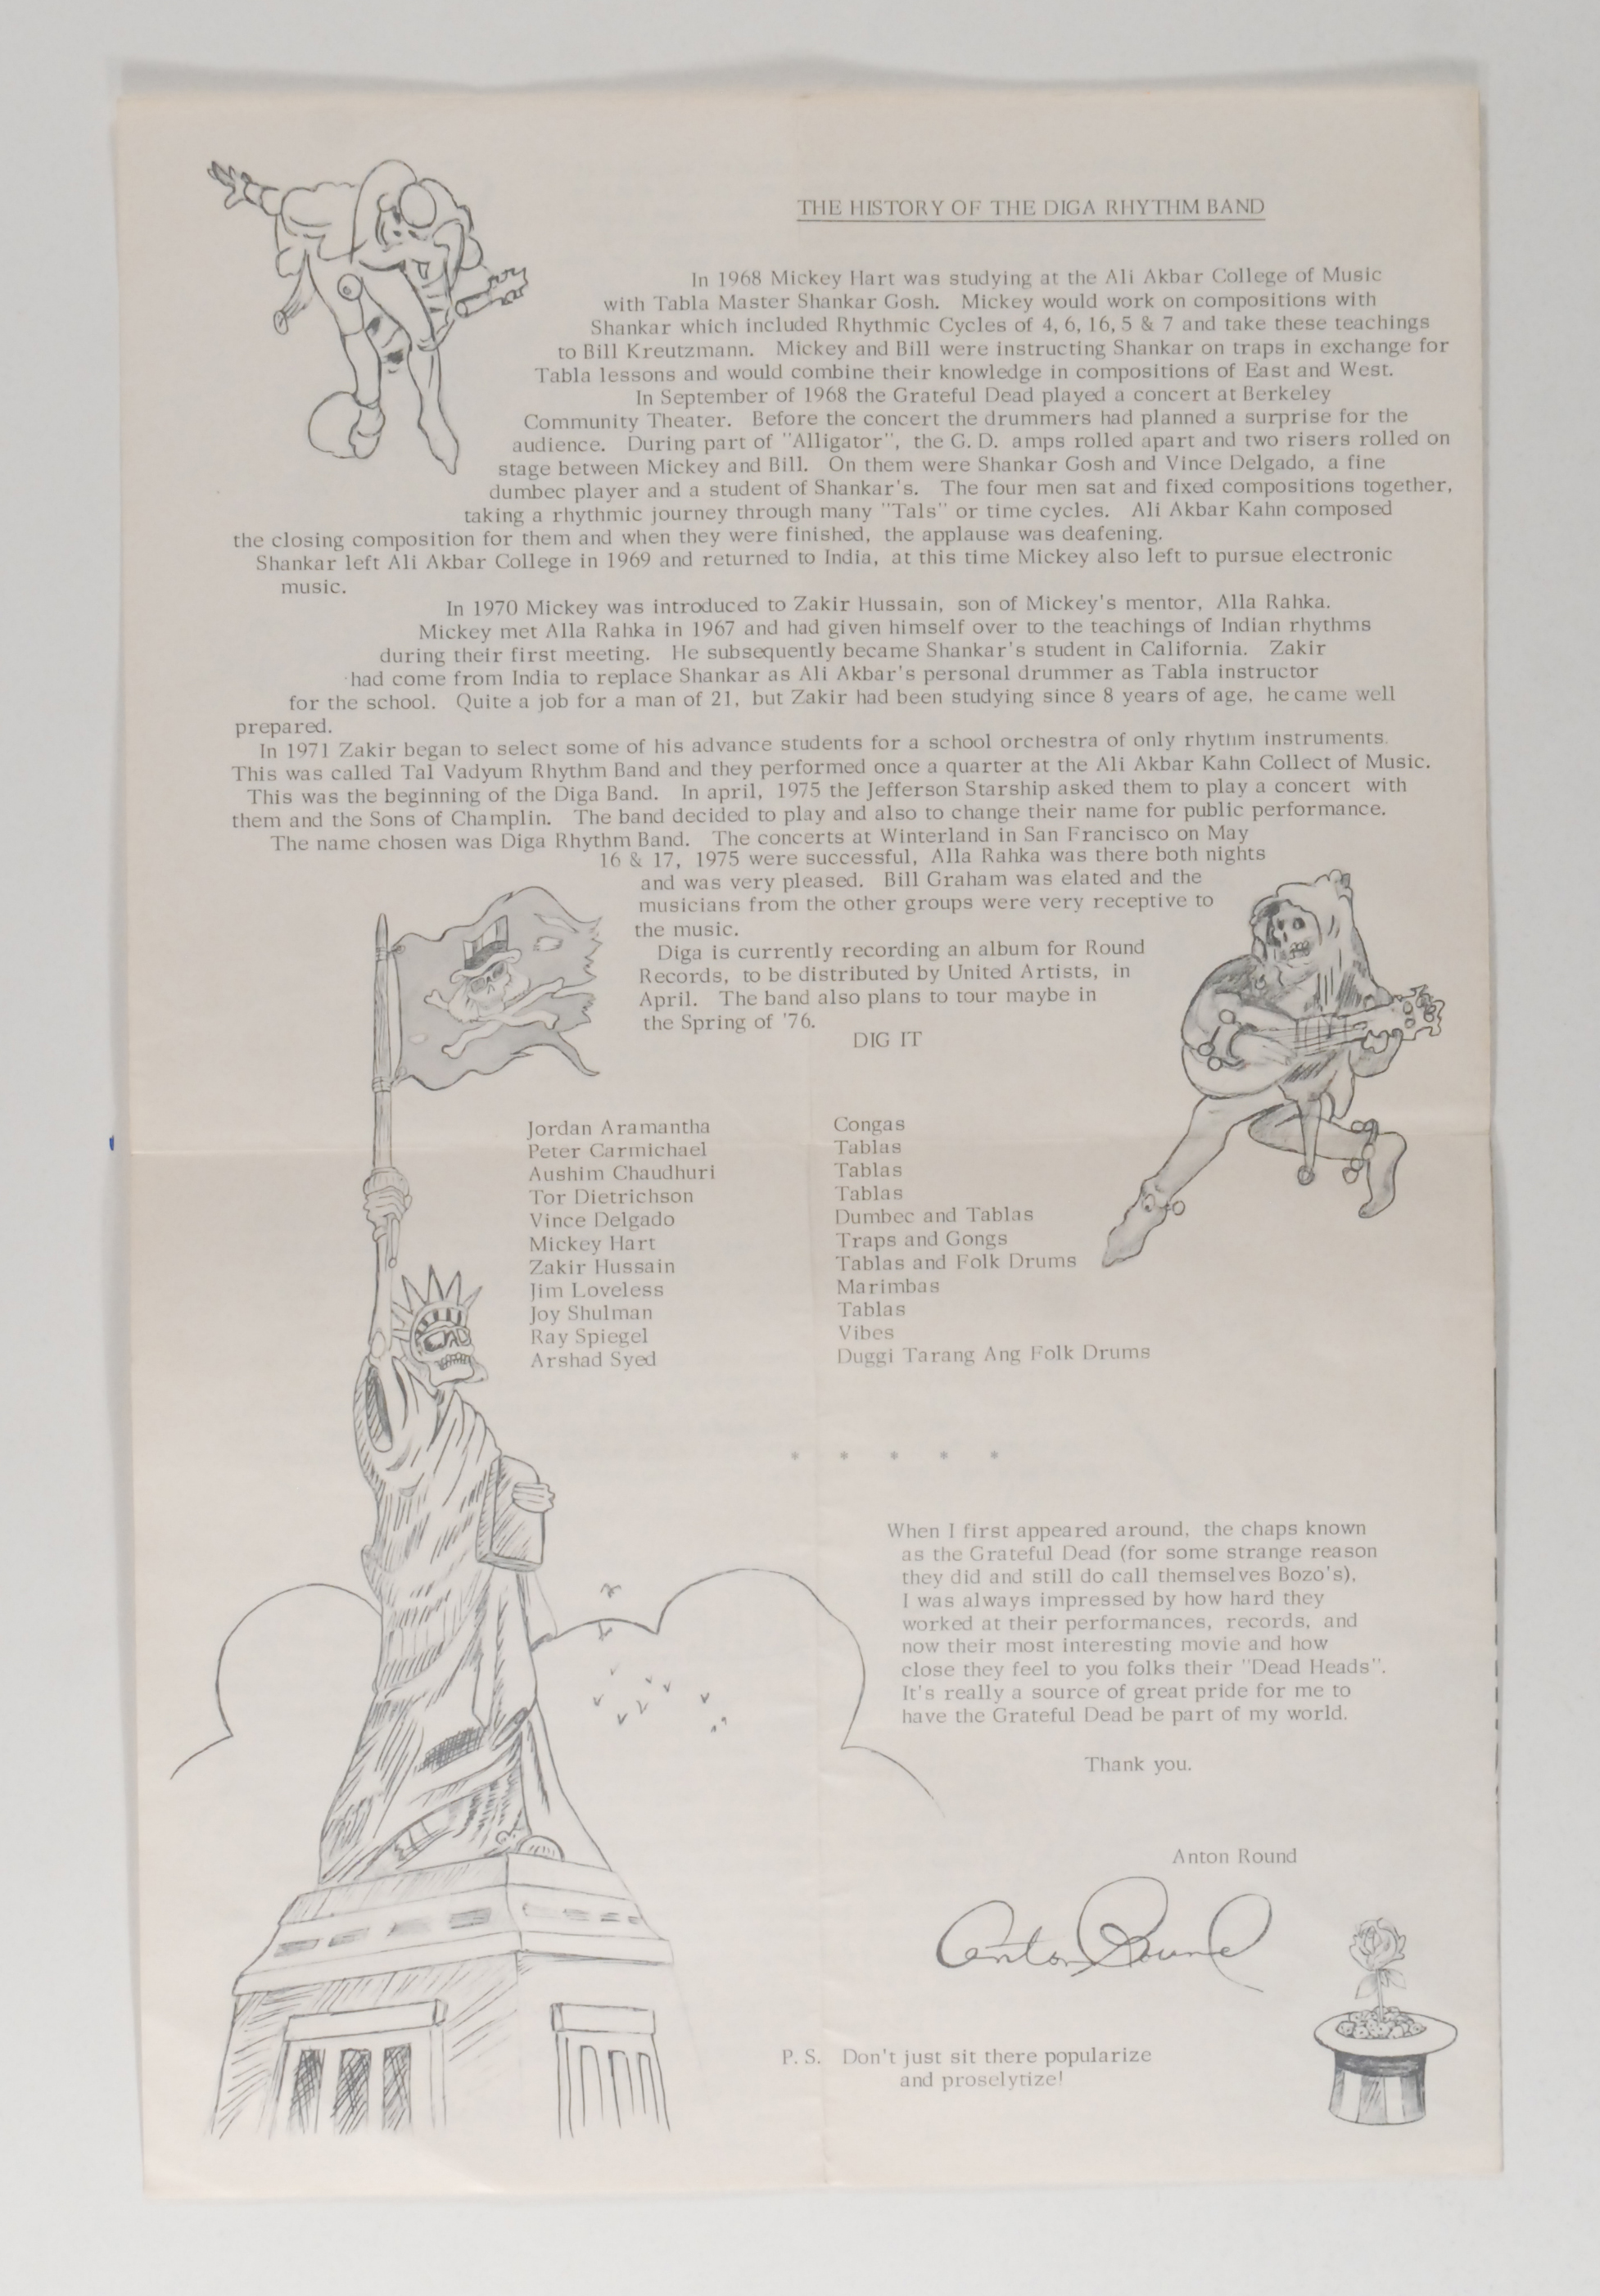 THE HISTORY OF THE DIGA RHYTHM BAND
In 1968 Mickey Hart was studying at the Ali Akbar College of Music
with Tabla Master Shankar Gosh. Mickey would work on compositions with
Shankar which included Rhythmic Cycles of 4, 6, 16, 5 & 7 and take these teachings
to Bill Kreutzmann. Mickey and Bill were instructing Shankar on traps in exchange for
Tabla lessons and would combine their knowledge in compositions of East and West.
In September of 1968 the Grateful Dead played a concert at Berkeley
Community Theater. Before the concert the drummers had planned a surprise for the
audience. During part of "Alligator", the G. D. amps rolled apart and two risers rolled on
stage between Mickey and Bill. On them were Shankar Gosh and Vince Delgado, a fine
dumbec player and a student of Shankar's. The four men sat and fixed compositions together,
taking a rhythmic journey through many "Tals" or time cycles. Ali Akbar Kahn composed
the closing composition for them and when they were finished, the applause was deafening.
Shankar left Ali Akbar College in 1969 and returned to India, at this time Mickey also left to pursue electronic
music.
In 1970 Mickey was introduced to Zakir Hussain, son of Mickey's mentor, Alla Rahka.
Mickey met Alla Rahka in 1967 and had given himself over to the teachings of Indian rhythms
during their first meeting. He subsequently became Shankar's student in California. Zakir
had come from India to replace Shankar as Ali Akbar's personal drummer as Tabla instructor
for the school. Quite a job for a man of 21, but Zakir had been studying since 8 years of age, he came well
prepared.
In 1971 Zakir began to select some of his advance students for a school orchestra of only rhythm instruments.
This was called Tal Vadyum Rhythm Band and they performed once a quarter at the Ali Akbar Kahn Collect of Music.
This was the beginning of the Diga Band. In april, 1975 the Jefferson Starship asked them to play a concert with
them and the Sons of Champlin. The band decided to play and also to change their name for public performance.
The name chosen was Diga Rhythm Band. The concerts at Winterland in San Francisco on May
16 & 17, 1975 were successful, Alla Rahka was there both nights
and was very pleased. Bill Graham was elated and the
musicians from the other groups were very receptive to
the music.
Diga is currently recording an album for Round
Records, to be distributed by United Artists, in
April. The band also plans to tour maybe in
the Spring of '76.
DIG IT
Jordan Aramantha Congas
Peter Carmichael Tablas
Aushim Chaudhuri Tablas
Tor Dietrichson Tablas
Vince Delgado Dumbec and Tablas
Mickey Hart Traps and Gongs
Zakir Hussain Tablas and Folk Drums
Jim Loveless Marimbas
Joy Shulman Tablas
Ray Spiegel Vibes
Arshad Syed Duggi Tarang Ang Folk Drums
* * * * *
When I first appeared around, the chaps known
as the Grateful Dead (for some strange reason
they did and still do call themselves Bozo's),
I was always impressed by how hard they
worked at their performances, records, and
now their most interesting movie and how
close they feel to you folks their "Dead Heads".
It's really a source of great pride for me to
have the Grateful Dead be part of my world.
Thank you.
Anton Round
Anton Round
P. S. Don't just sit there popularize
and proselytize!